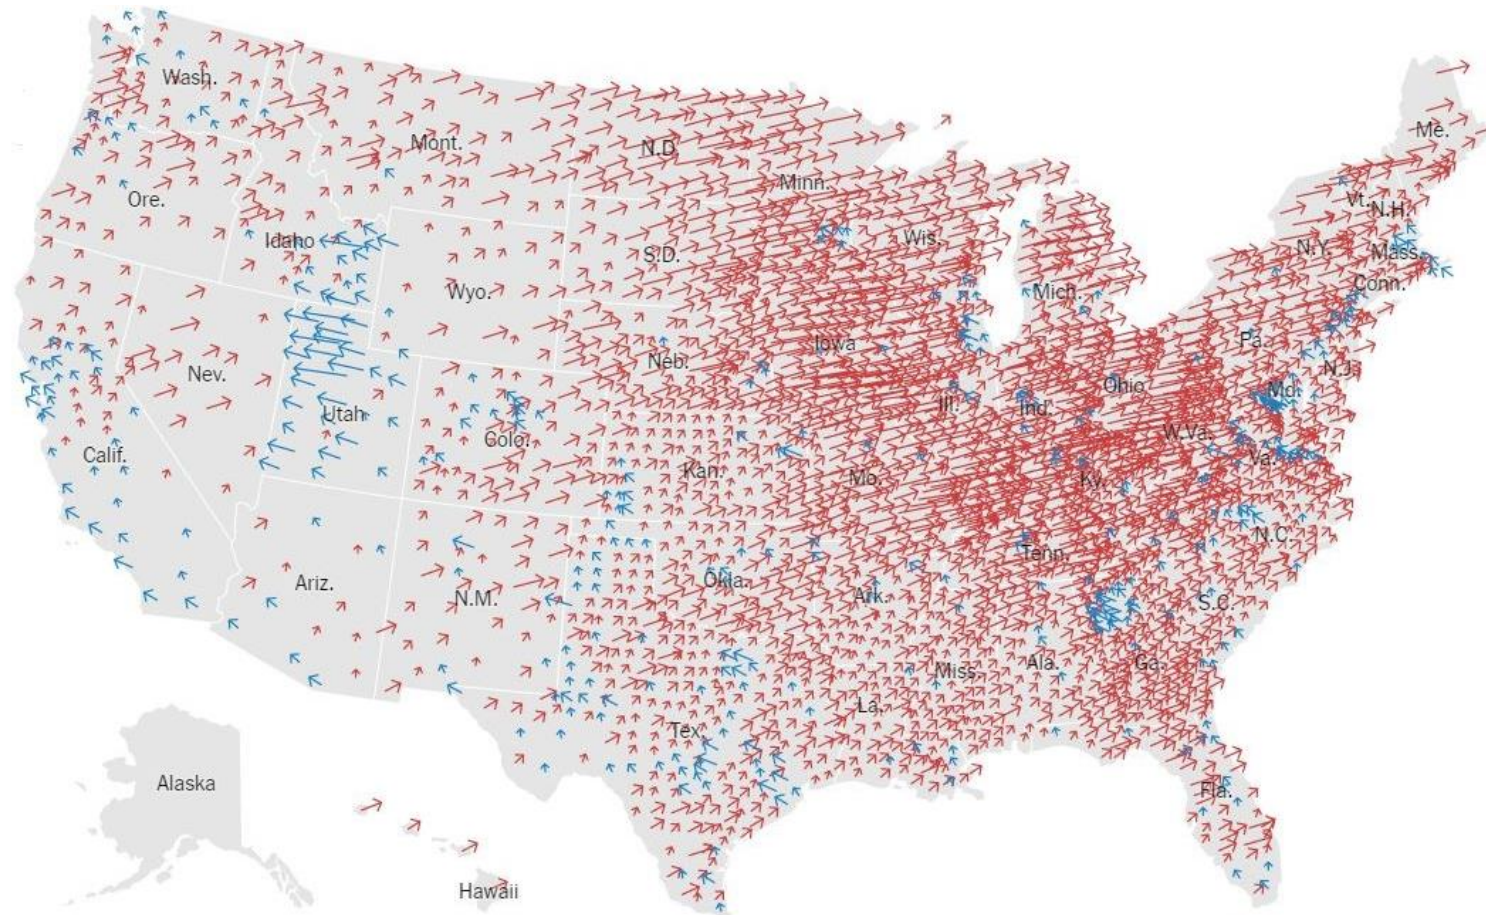 Wash.
Mont.
N.D.
Minn.
Me.
Ore.
Idaho
S.D.
Wis.
Vt.
N.H.
N.Y.
Mass.
Wyo.
Mich.
Conn.
Nev.
Neb.
Iowa
Pa.
N.J.
Utah
Colo.
Ill.
Ind.
Ohio
Md.
Calif.
Kan.
Mo.
Ky.
W.Va.
Va.
Ariz.
N.M.
Okla.
Ark.
Tenn.
N.C.
S.C.
Tex.
La.
Miss.
Ala.
Ga.
Alaska
Fla.
Hawaii